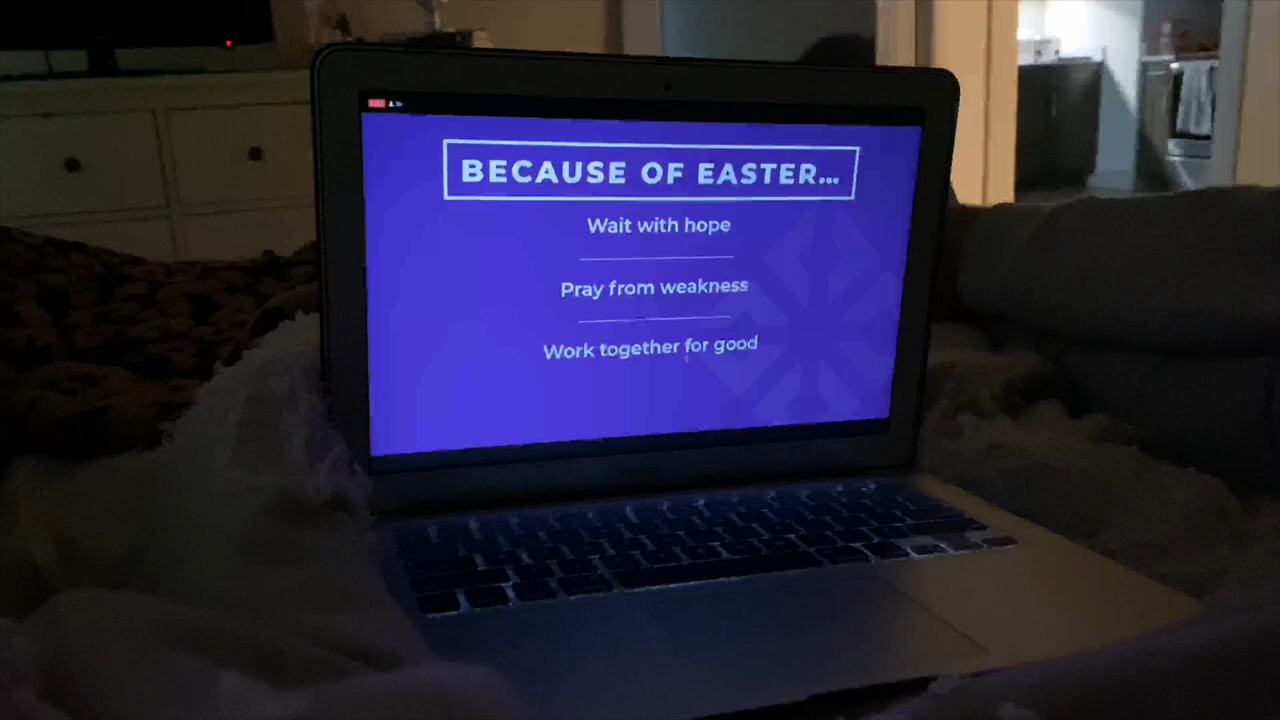 BECAUSE OF EASTER...
Wait with hope
Pray from weakness
Work together for good